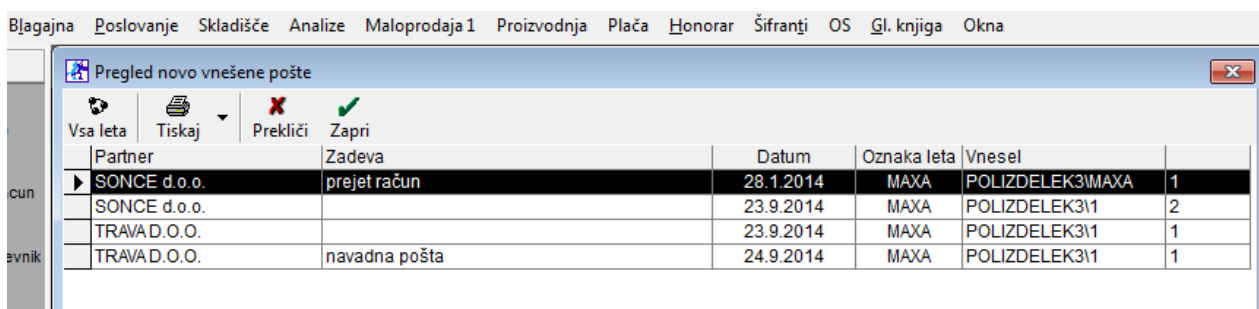 Blagajna Poslovanje Skladišče Analize Maloprodaja 1 Proizvodnja Plača Honorar Šifranti OS Gl. knjiga Okna
Pregled novo vnešene pošte
Vsa leta Tiskaj Prekliči Zapri
Partner Zadeva Datum Oznaka leta Vnesel
SONCE d.o.o. prejet račun 28.1.2014 MAXA POLIZDELEK3\MAXA 1
SONCE d.o.o. 23.9.2014 MAXA POLIZDELEK3\1 2
TRAVA D.O.O. 23.9.2014 MAXA POLIZDELEK3\1 1
TRAVA D.O.O. navadna pošta 24.9.2014 MAXA POLIZDELEK3\1 1